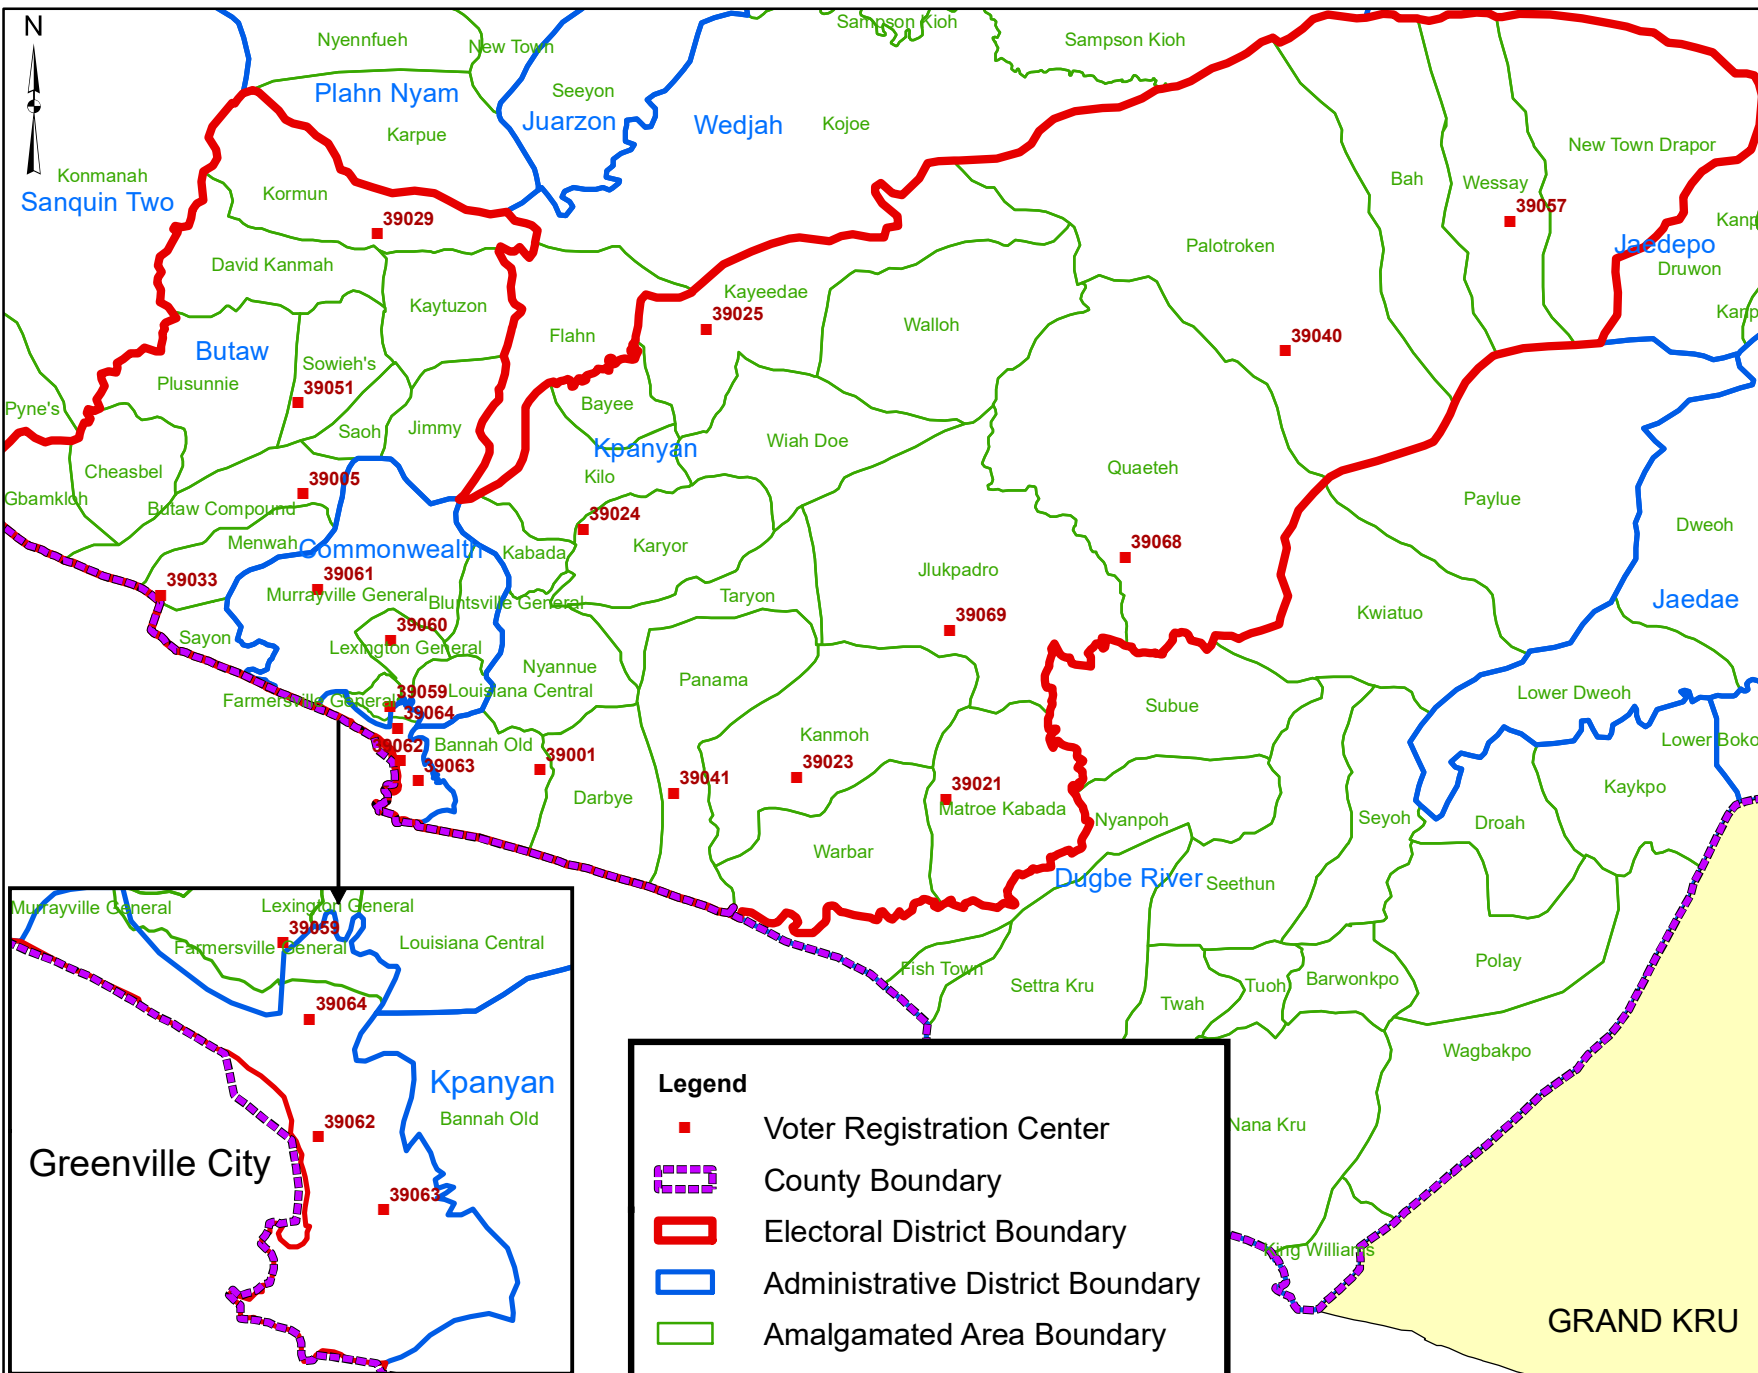 N
Nyennfueh
New Town
Sampson Kioh
Sampson Kioh
Plahn Nyam
Seeyon
Juarzon
Wedjah
Kojoe
Karpue
New Town Drapor
Konmanah
Sanquin Two
Kormun
39029
Bah
Wessay
39057
Palotroken
Jaedepo
Druwon
David Kanmah
Kaytuzon
Kayeedae
39025
Walloh
Flahn
39040
Butaw
Plusunnie
Sowieh's
39051
Pyne's
Saoh
Jimmy
Bayee
Kpanyan
Wiah Doe
Cheasbel
Gbamkloh
39005
Butaw Compound
Kilo
Quaeteh
Paylue
39024
Menwah
Commonwealth
Kabada
Karyor
39068
Dweoh
39033
39061
Murrayville General
Bluntsville General
Jlukpadro
Taryon
Jaedae
Kwiatuo
39060
Lexington General
39069
Sayon
Nyannue
Panama
39059
Louisiana Central
Farmersville General
39064
Lower Dweoh
Subue
39062
Bannah Old
39063
39001
Kanmoh
39023
Lower Boko
39041
39021
Darbye
Matroe Kabada
Kaykpo
Nyanpoh
Seyoh
Droah
Warbar
Dugbe River
Seethun
Fish Town
Settra Kru
Twah
Tuoh
Barwonkpo
Polay
Wagbakpo
Nana Kru
King Williams
GRAND KRU
Murrayville General
Lexington General
39059
Farmersville General
Louisiana Central
39064
Kpanyan
Bannah Old
39062
Greenville City
39063
Legend
Voter Registration Center
County Boundary
Electoral District Boundary
Administrative District Boundary
Amalgamated Area Boundary